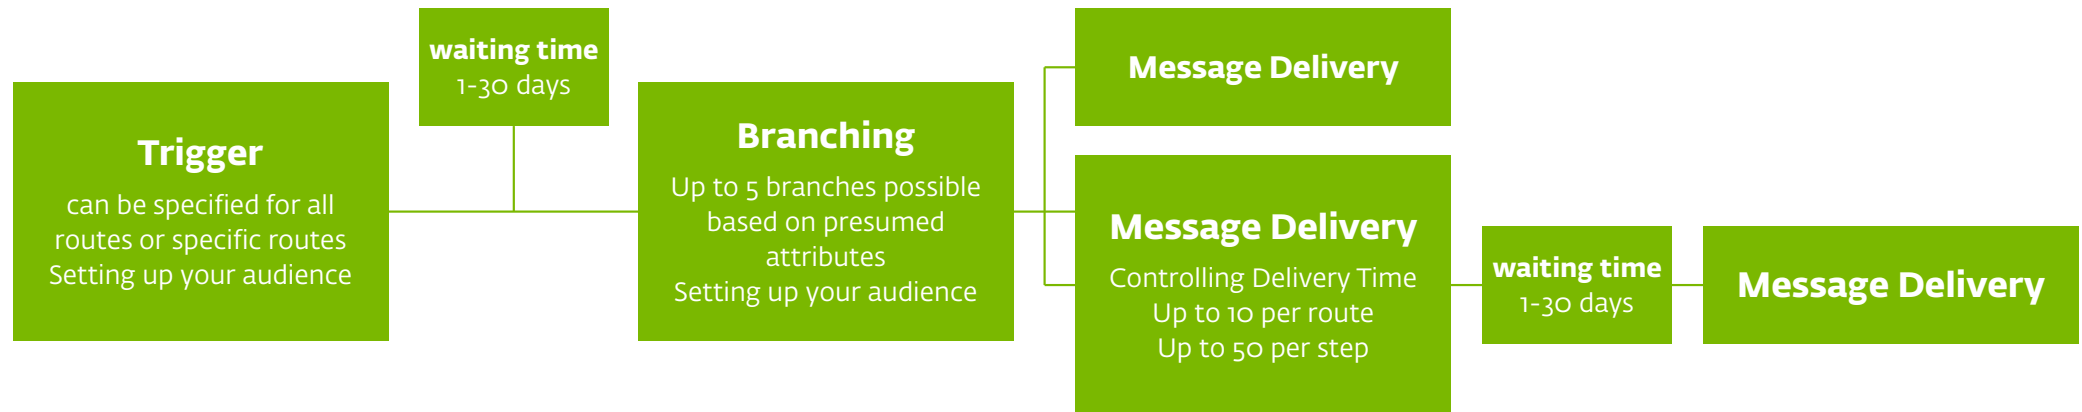 Trigger
can be specified for all
routes or specific routes
Setting up your audience
waiting time
1-30 days
Branching
Up to 5 branches possible
based on presumed
attributes
Setting up your audience
Message Delivery
Message Delivery
Controlling Delivery Time
Up to 10 per route
Up to 50 per step
waiting time
1-30 days
Message Delivery